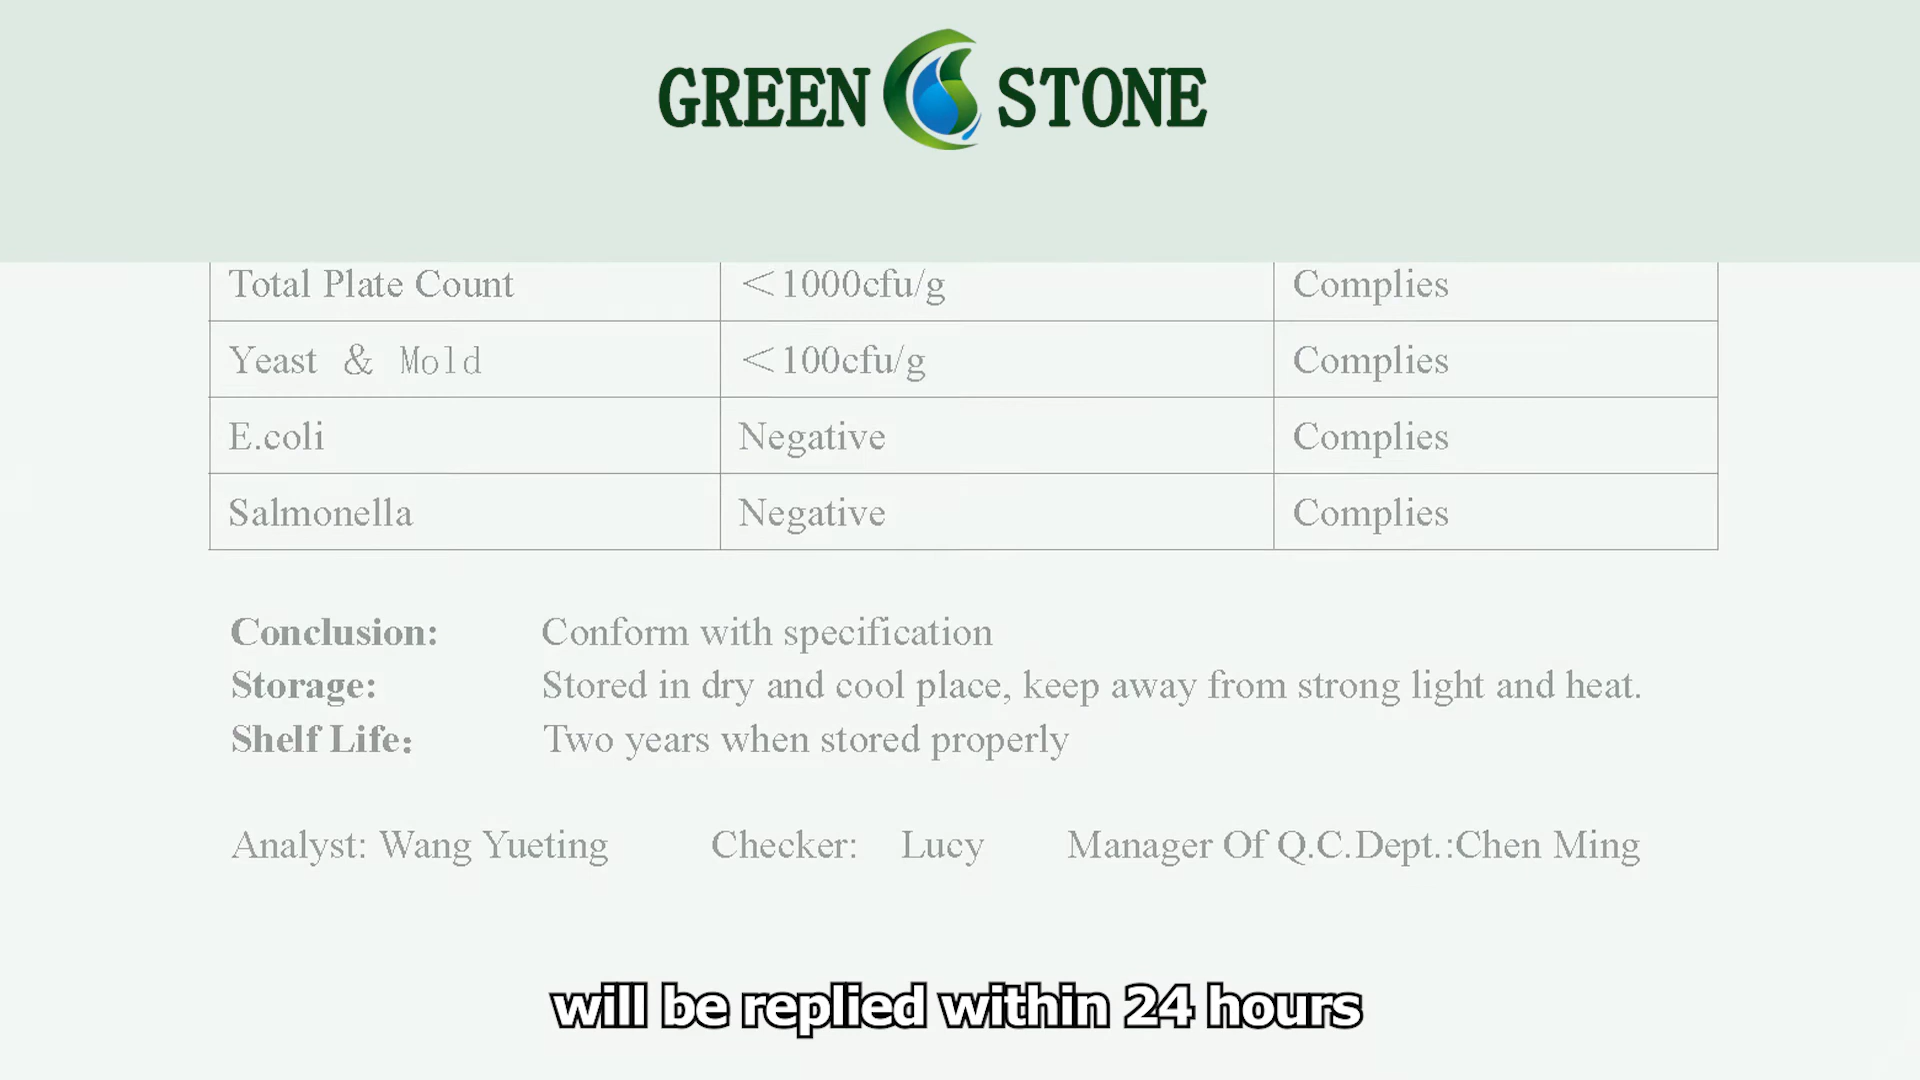 GREEN STONE
Total Plate Count <1000cfu/g Complies
Yeast & Mold <100cfu/g Complies
E.coli Negative Complies
Salmonella Negative Complies
Conclusion: Conform with specification
Storage: Stored in dry and cool place, keep away from strong light and heat.
Shelf Life: Two years when stored properly
Analyst: Wang Yueting Checker: Lucy Manager Of Q.C.Dept.:Chen Ming
will be replied within 24 hours